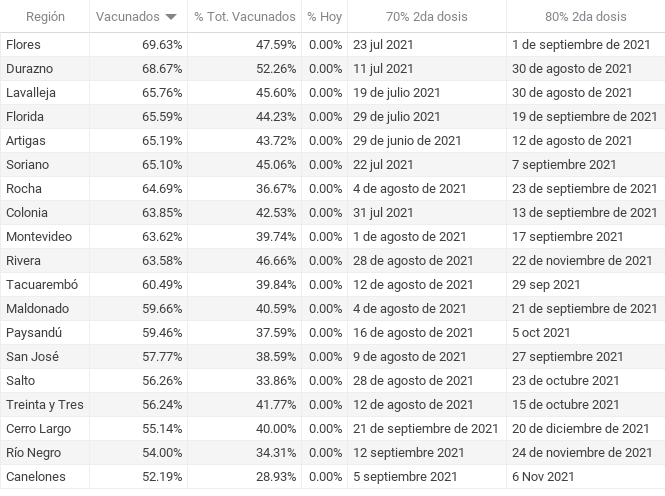 Región Vacunados % Tot. Vacunados % Hoy 70% 2da dosis 80% 2da dosis
Flores 69.63% 47.59% 0.00% 23 jul 2021 1 de septiembre de 2021
Durazno 68.67% 52.26% 0.00% 11 jul 2021 30 de agosto de 2021
Lavalleja 65.76% 45.60% 0.00% 19 de julio de 2021 30 de agosto de 2021
Florida 65.59% 44.23% 0.00% 29 de julio de 2021 19 de septiembre de 2021
Artigas 65.19% 43.72% 0.00% 29 de junio de 2021 12 de agosto de 2021
Soriano 65.10% 45.06% 0.00% 22 jul 2021 7 septiembre 2021
Rocha 64.69% 36.67% 0.00% 4 de agosto de 2021 23 de septiembre de 2021
Colonia 63.85% 42.53% 0.00% 31 jul 2021 13 de septiembre de 2021
Montevideo 63.62% 39.74% 0.00% 1 de agosto de 2021 17 septiembre 2021
Rivera 63.58% 46.66% 0.00% 28 de agosto de 2021 22 de noviembre de 2021
Tacuarembó 60.49% 39.84% 0.00% 12 de agosto de 2021 29 sep 2021
Maldonado 59.66% 40.59% 0.00% 4 de agosto de 2021 21 de septiembre de 2021
Paysandú 59.46% 37.59% 0.00% 16 de agosto de 2021 5 oct 2021
San José 57.77% 38.59% 0.00% 9 de agosto de 2021 27 septiembre 2021
Salto 56.26% 33.86% 0.00% 28 de agosto de 2021 23 de octubre 2021
Treinta y Tres 56.24% 41.77% 0.00% 12 de agosto de 2021 15 de octubre 2021
Cerro Largo 55.14% 40.00% 0.00% 21 de septiembre de 2021 20 de diciembre de 2021
Río Negro 54.00% 34.31% 0.00% 12 septiembre 2021 24 de noviembre de 2021
Canelones 52.19% 28.93% 0.00% 5 septiembre 2021 6 Nov 2021